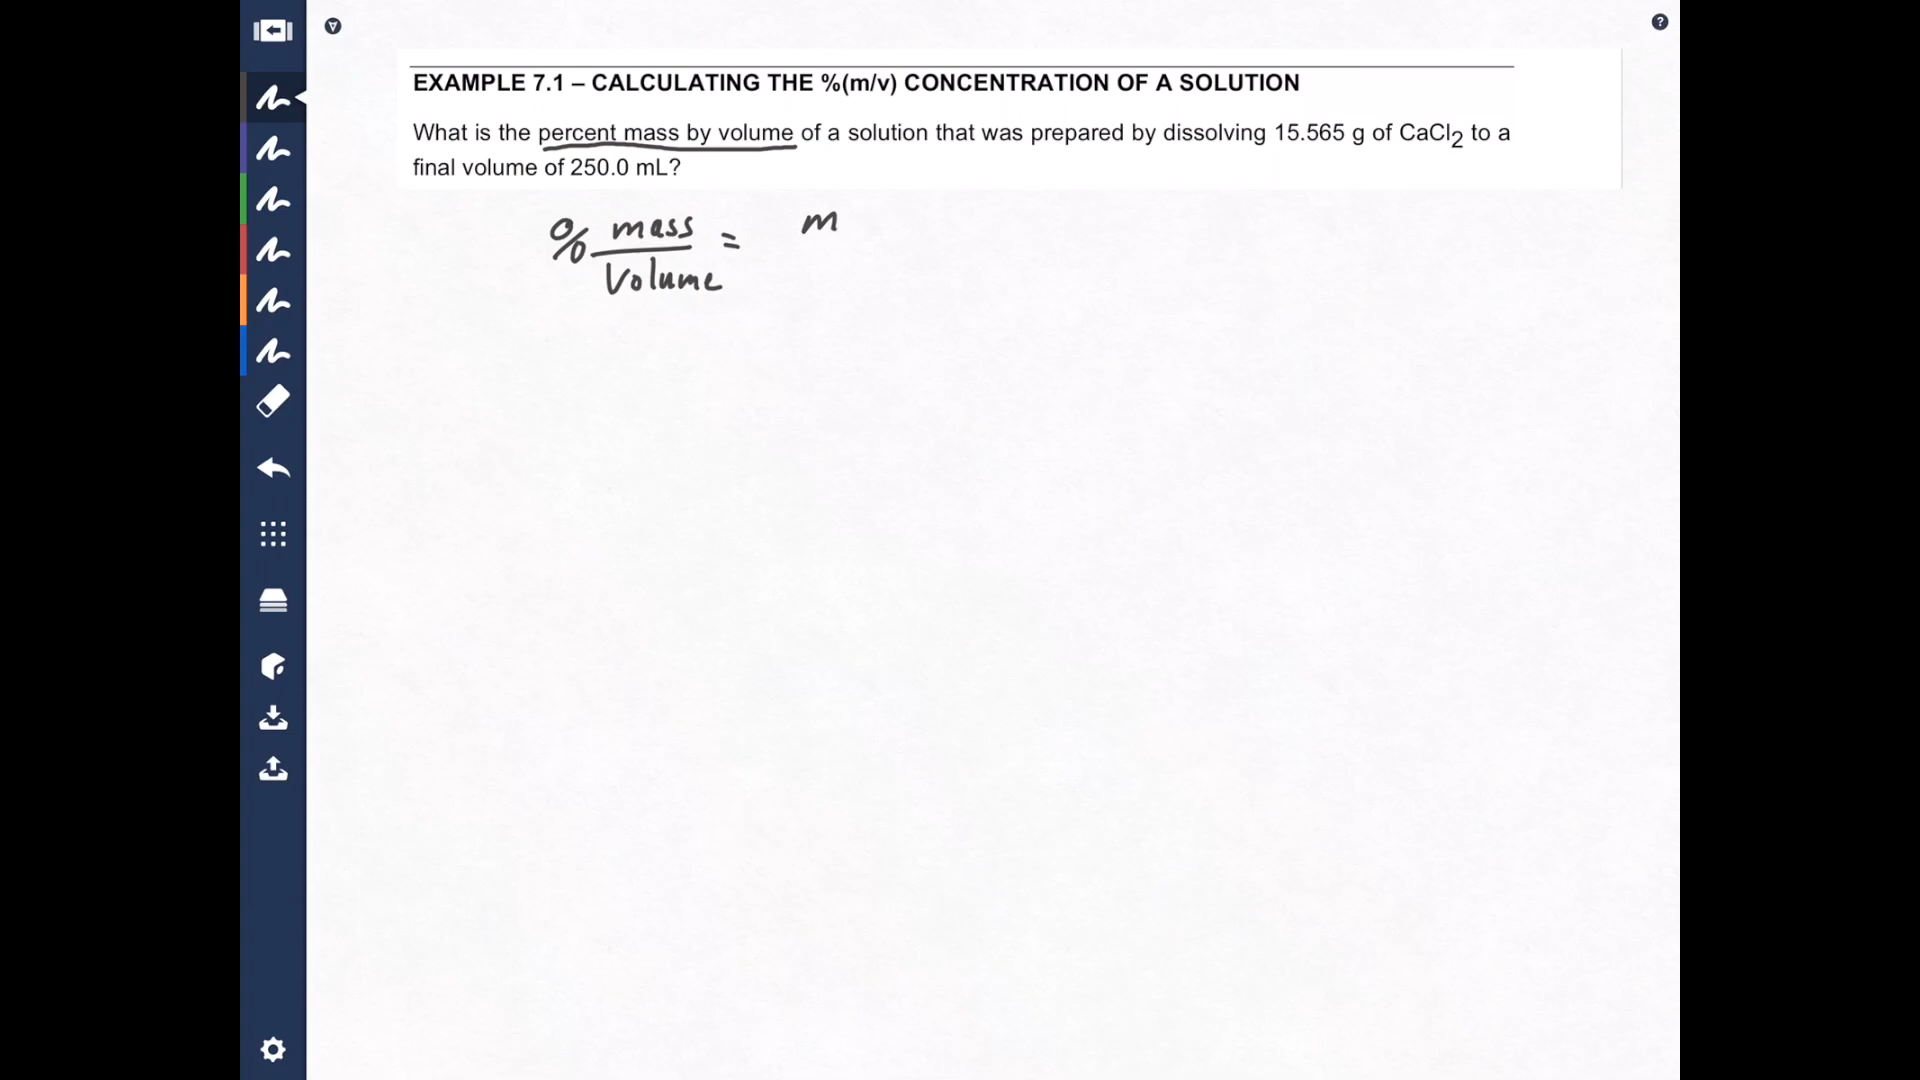 EXAMPLE 7.1 – CALCULATING THE %(m/v) CONCENTRATION OF A SOLUTION
What is the percent mass by volume of a solution that was prepared by dissolving 15.565 g of CaCl2 to a
final volume of 250.0 mL?
% mass = m
Volume